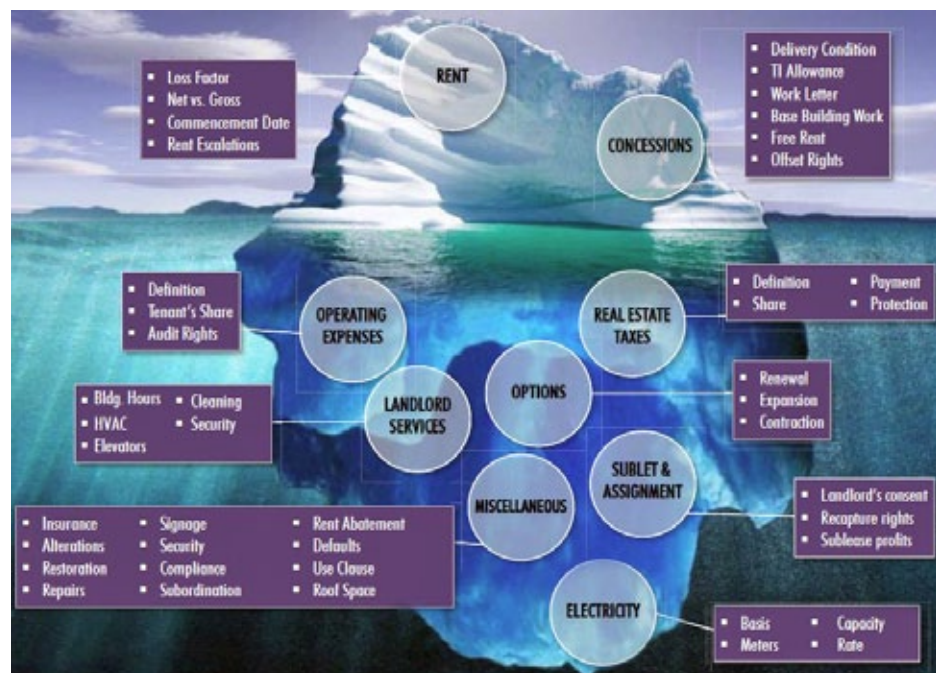 RENT
▪ Loss Factor
▪ Net vs. Gross
▪ Commencement Date
▪ Rent Escalations
CONCESSIONS
▪ Delivery Condition
▪ TI Allowance
▪ Work Letter
▪ Base Building Work
▪ Free Rent
▪ Offset Rights
OPERATING
EXPENSES
▪ Definition
▪ Tenant's Share
▪ Audit Rights
REAL ESTATE
TAXES
▪ Definition
▪ Share
▪ Payment
▪ Protection
LANDLORD
SERVICES
▪ Bldg. Hours
▪ HVAC
▪ Elevators
▪ Cleaning
▪ Security
OPTIONS
▪ Renewal
▪ Expansion
▪ Contraction
SUBLET &
ASSIGNMENT
▪ Landlord's consent
▪ Recapture rights
▪ Sublease profits
MISCELLANEOUS
▪ Insurance
▪ Alterations
▪ Restoration
▪ Repairs
▪ Signage
▪ Security
▪ Compliance
▪ Subordination
▪ Rent Abatement
▪ Defaults
▪ Use Clause
▪ Roof Space
ELECTRICITY
▪ Basis
▪ Meters
▪ Capacity
▪ Rate